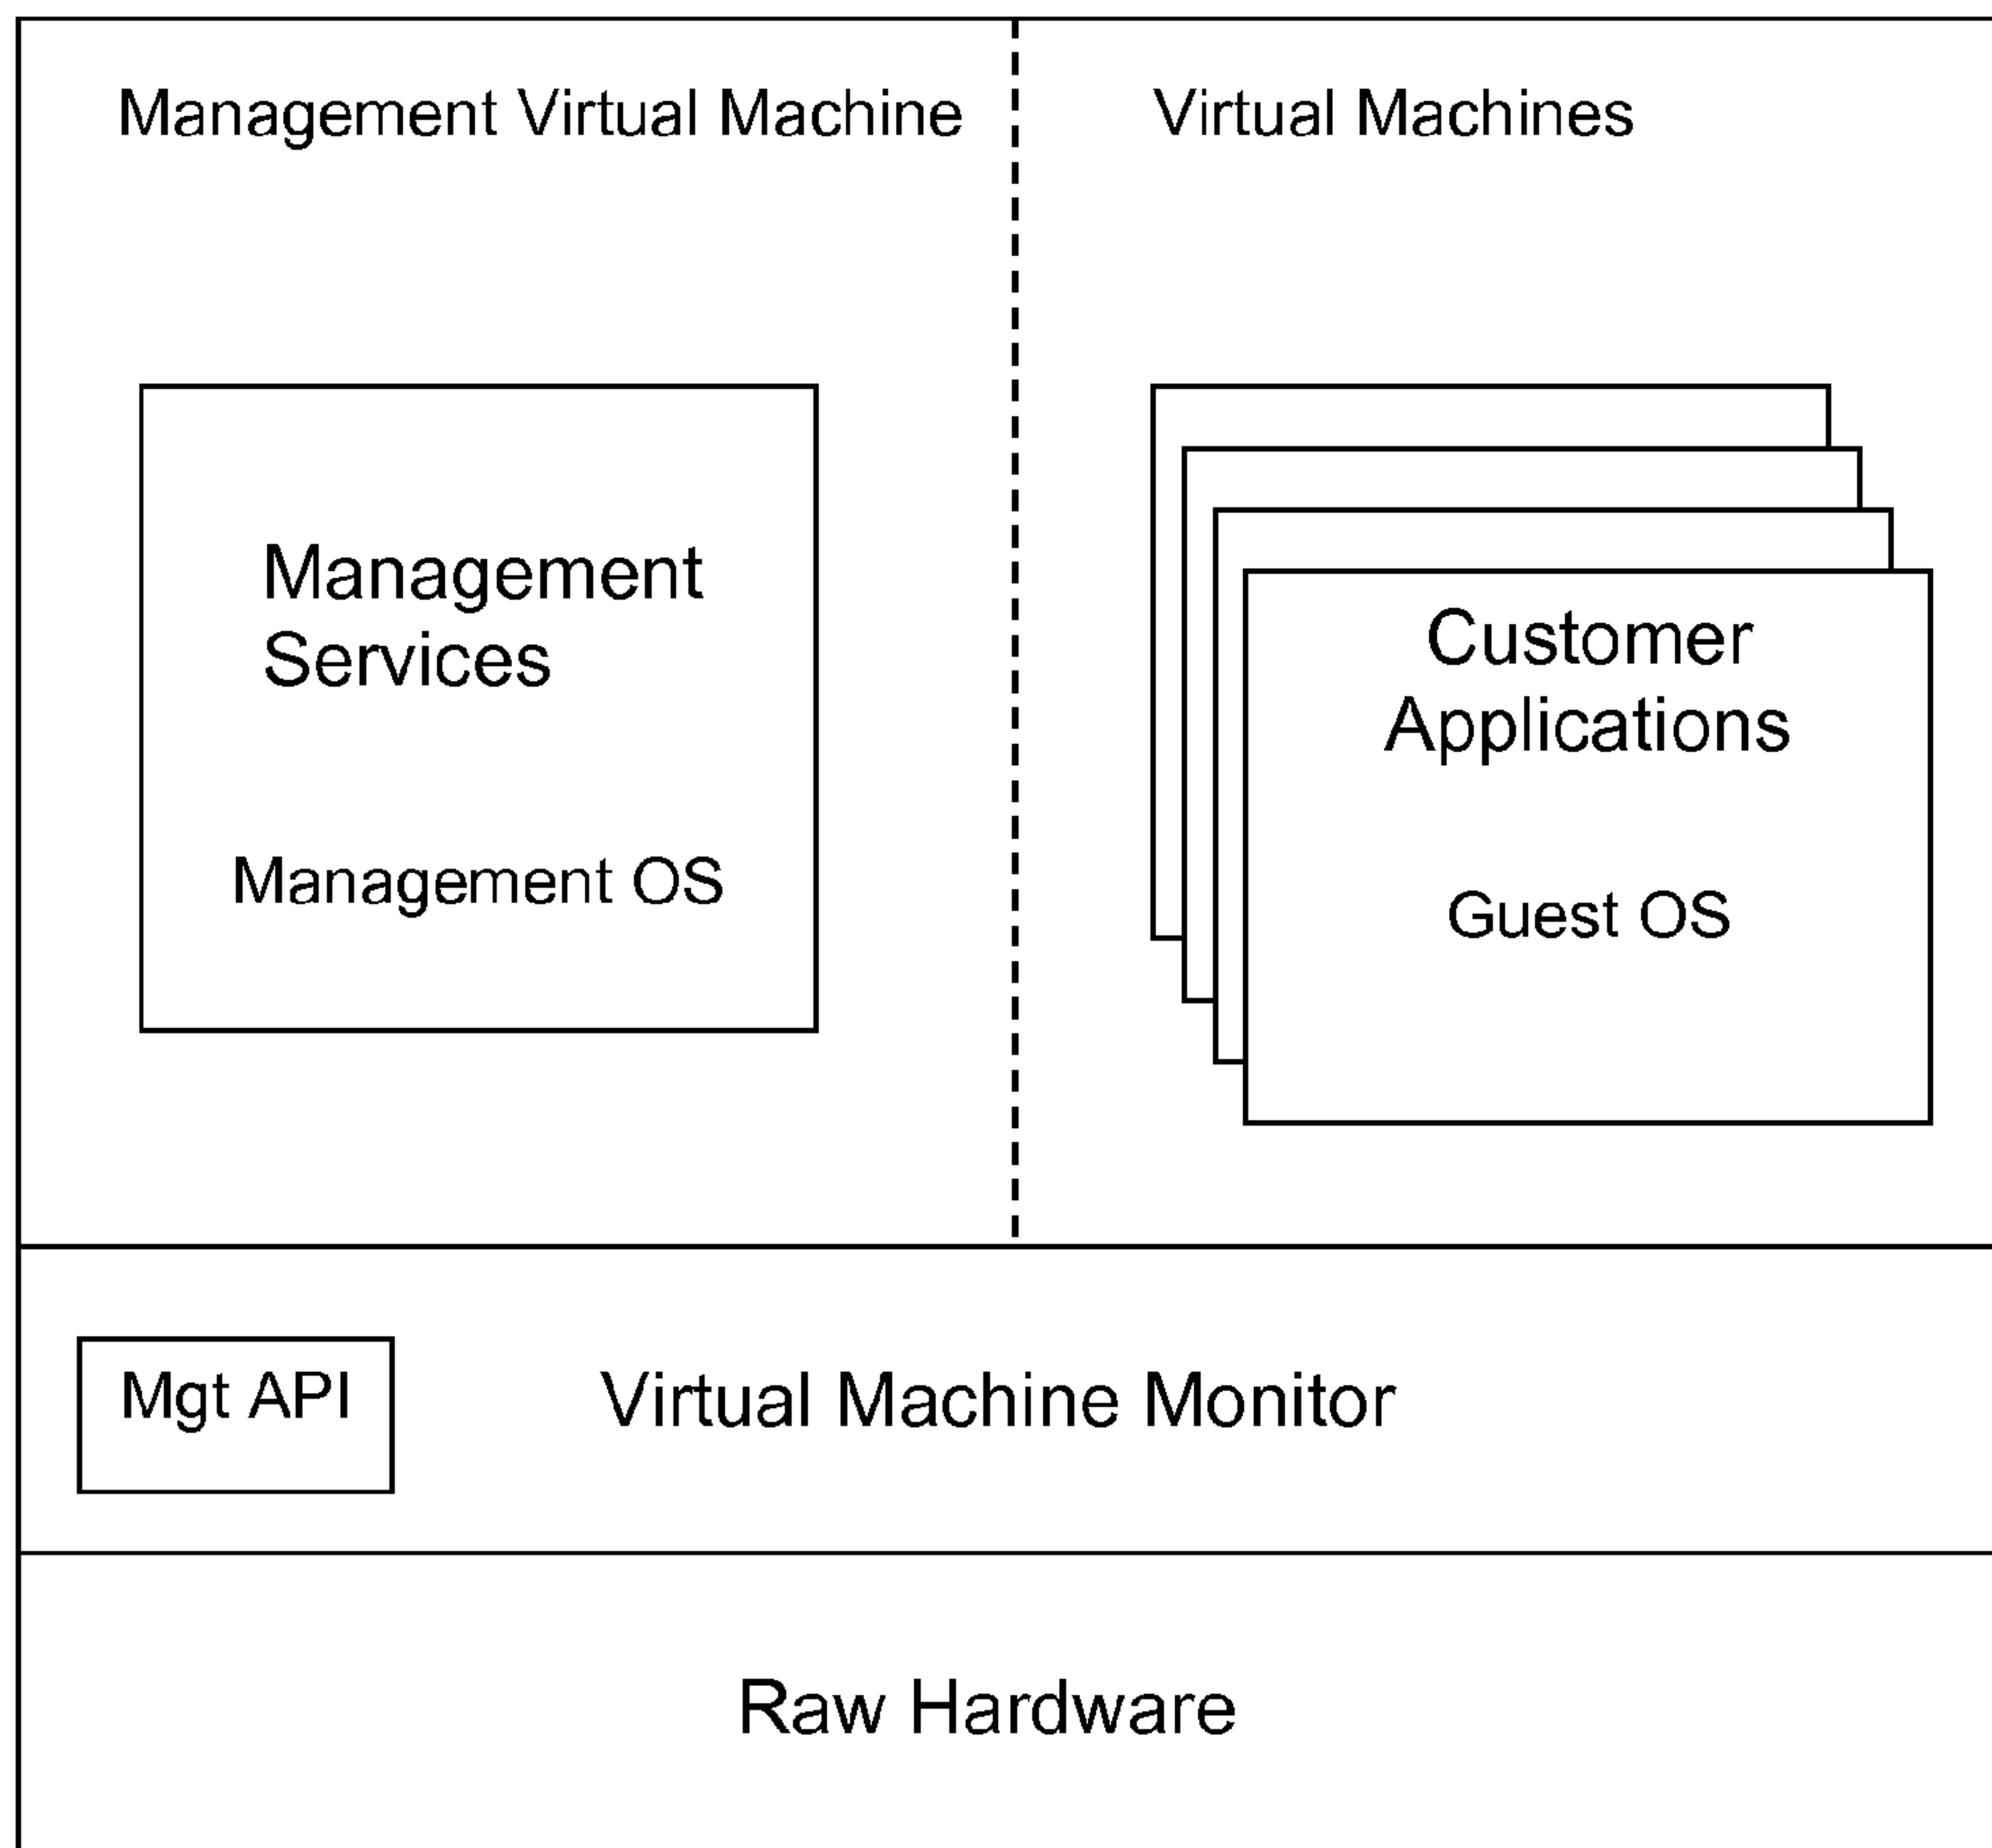 Management Virtual Machine
Virtual Machines
Management
Services
Management OS
Customer
Applications
Guest OS
Mgt API
Virtual Machine Monitor
Raw Hardware